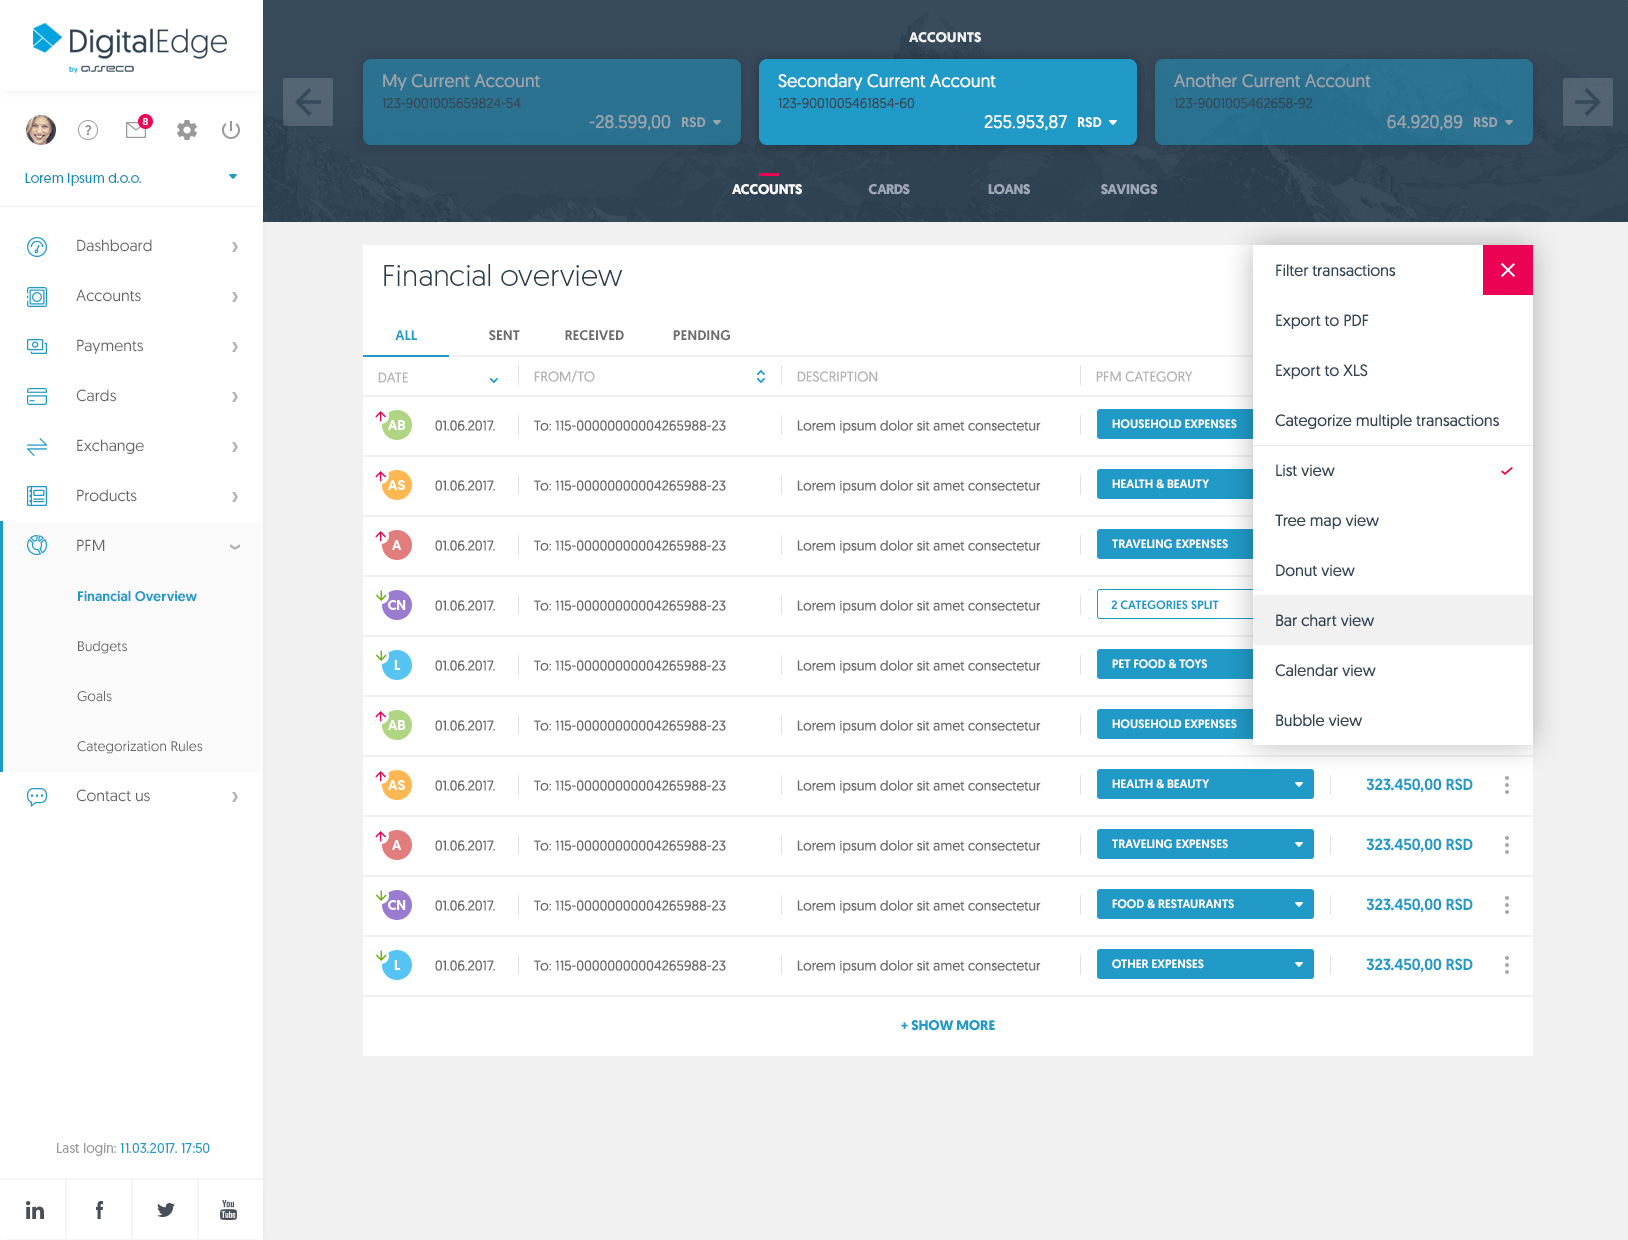 DigitalEdge
by asseco
?
8
Lorem Ipsum d.o.o.
Dashboard
Accounts
Payments
Cards
Exchange
Products
PFM
Financial Overview
Budgets
Goals
Categorization Rules
Contact us
Last login: 11.03.2017. 17:50
in f You Tube
ACCOUNTS
My Current Account
123-9001005659824-54
-28.599,00 RSD
Secondary Current Account
123-9001005461854-60
255.953,87 RSD
Another Current Account
123-9001005462658-92
64.920,89 RSD
ACCOUNTS CARDS LOANS SAVINGS
Financial overview
ALL SENT RECEIVED PENDING
DATE FROM/TO DESCRIPTION PFM CATEGORY
AB 01.06.2017. To: 115-00000000004265988-23 Lorem ipsum dolor sit amet consectetur HOUSEHOLD EXPENSES
AS 01.06.2017. To: 115-00000000004265988-23 Lorem ipsum dolor sit amet consectetur HEALTH & BEAUTY
A 01.06.2017. To: 115-00000000004265988-23 Lorem ipsum dolor sit amet consectetur TRAVELING EXPENSES
CN 01.06.2017. To: 115-00000000004265988-23 Lorem ipsum dolor sit amet consectetur 2 CATEGORIES SPLIT
L 01.06.2017. To: 115-00000000004265988-23 Lorem ipsum dolor sit amet consectetur PET FOOD & TOYS
AB 01.06.2017. To: 115-00000000004265988-23 Lorem ipsum dolor sit amet consectetur HOUSEHOLD EXPENSES
AS 01.06.2017. To: 115-00000000004265988-23 Lorem ipsum dolor sit amet consectetur HEALTH & BEAUTY 323.450,00 RSD
A 01.06.2017. To: 115-00000000004265988-23 Lorem ipsum dolor sit amet consectetur TRAVELING EXPENSES 323.450,00 RSD
CN 01.06.2017. To: 115-00000000004265988-23 Lorem ipsum dolor sit amet consectetur FOOD & RESTAURANTS 323.450,00 RSD
L 01.06.2017. To: 115-00000000004265988-23 Lorem ipsum dolor sit amet consectetur OTHER EXPENSES 323.450,00 RSD
+ SHOW MORE
Filter transactions
Export to PDF
Export to XLS
Categorize multiple transactions
List view
Tree map view
Donut view
Bar chart view
Calendar view
Bubble view